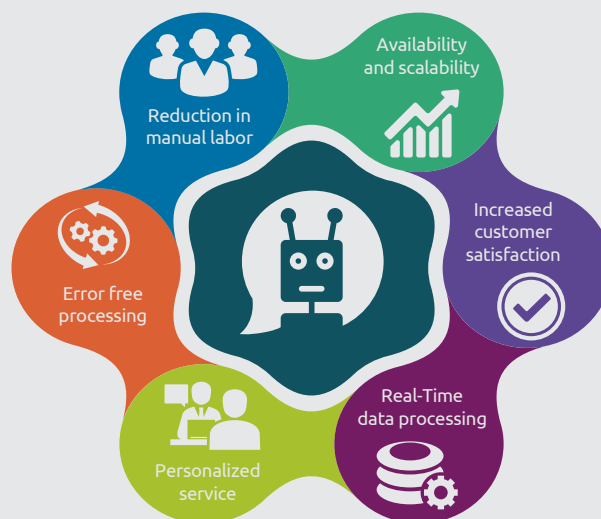 Reduction in
manual labor
Availability
and scalability
Increased
customer
satisfaction
Real-Time
data processing
Personalized
service
Error free
processing